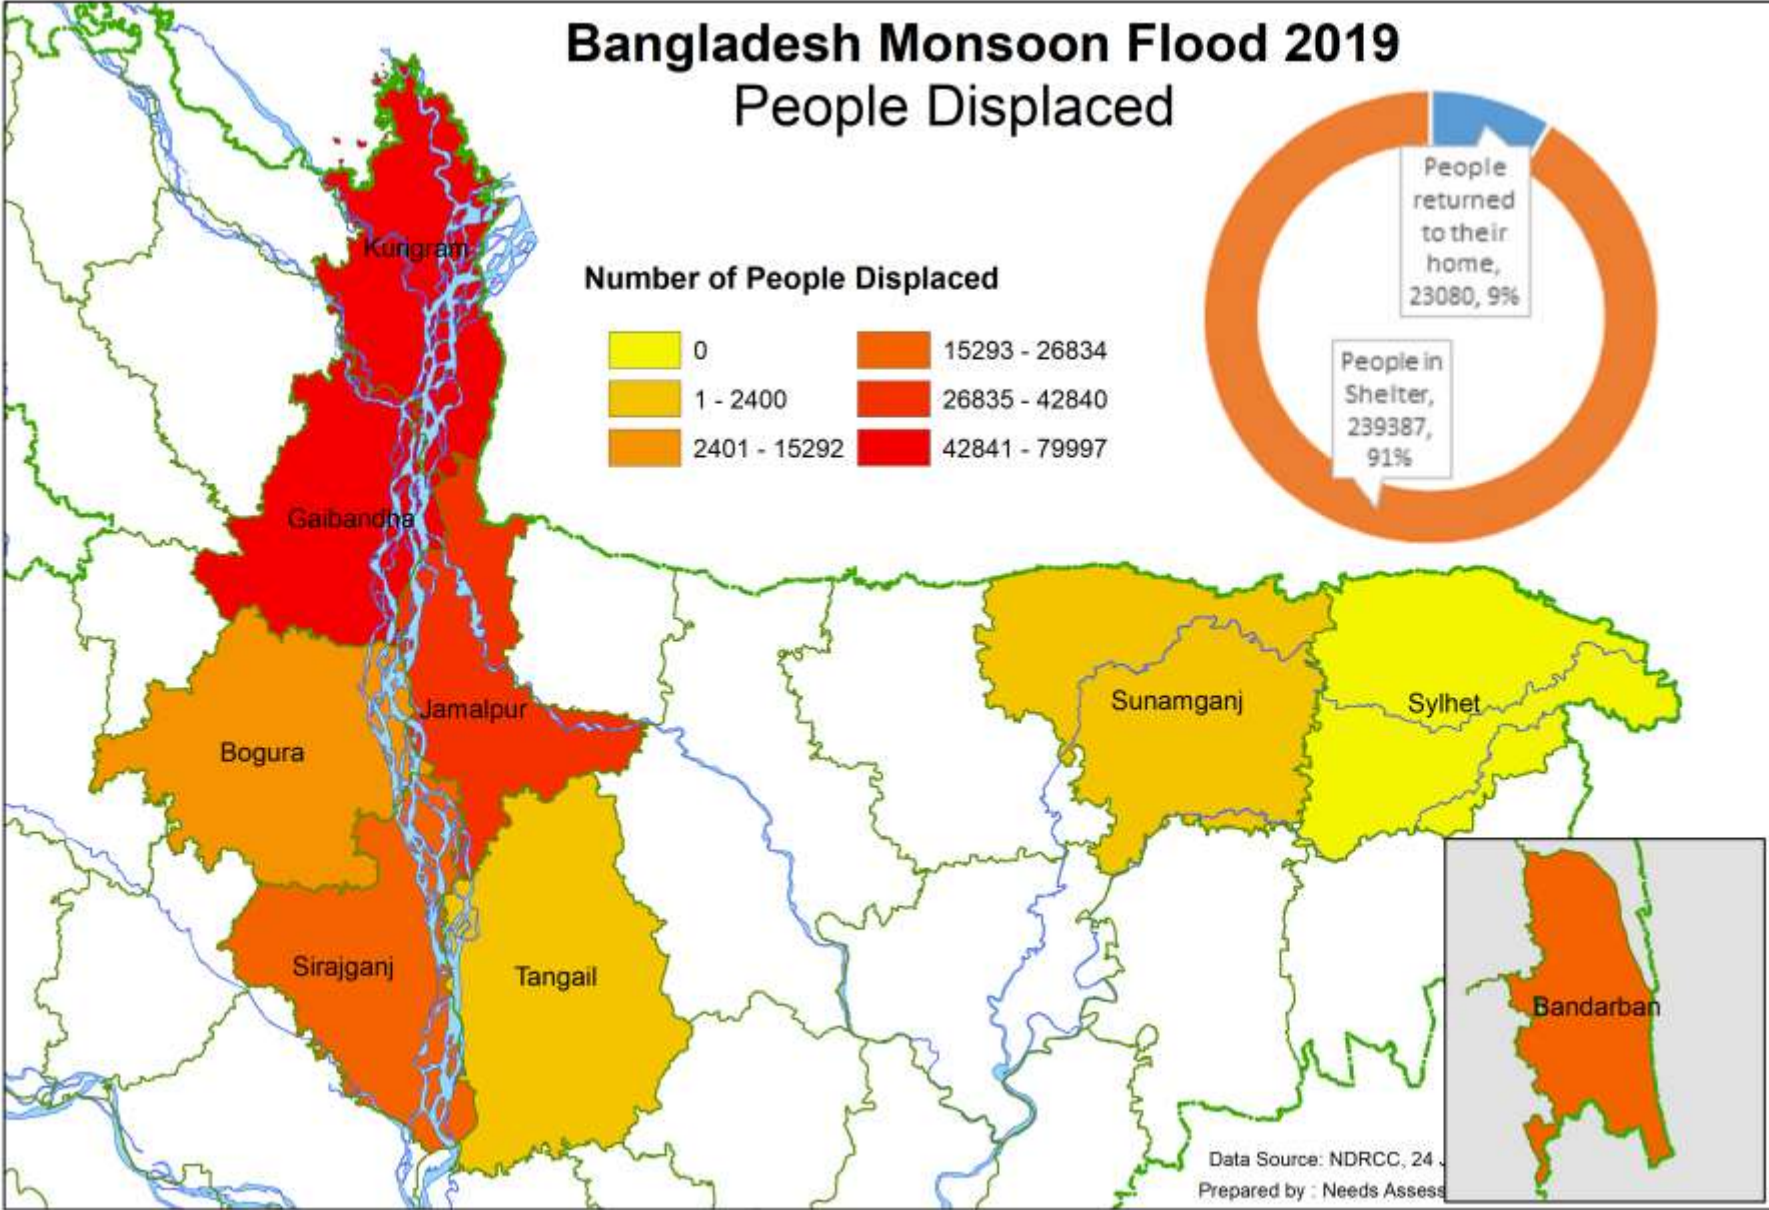 Bangladesh Monsoon Flood 2019
People Displaced
People
returned
to their
home,
23080, 9%
People in
Shelter,
239387,
91%
Number of People Displaced
0
1 - 2400
2401 - 15292
15293 - 26834
26835 - 42840
42841 - 79997
Kurigram
Gaibandha
Jamalpur
Bogura
Sunamganj
Sylhet
Sirajganj
Tangail
Bandarban
Data Source: NDRCC, 24
Prepared by : Needs Assess